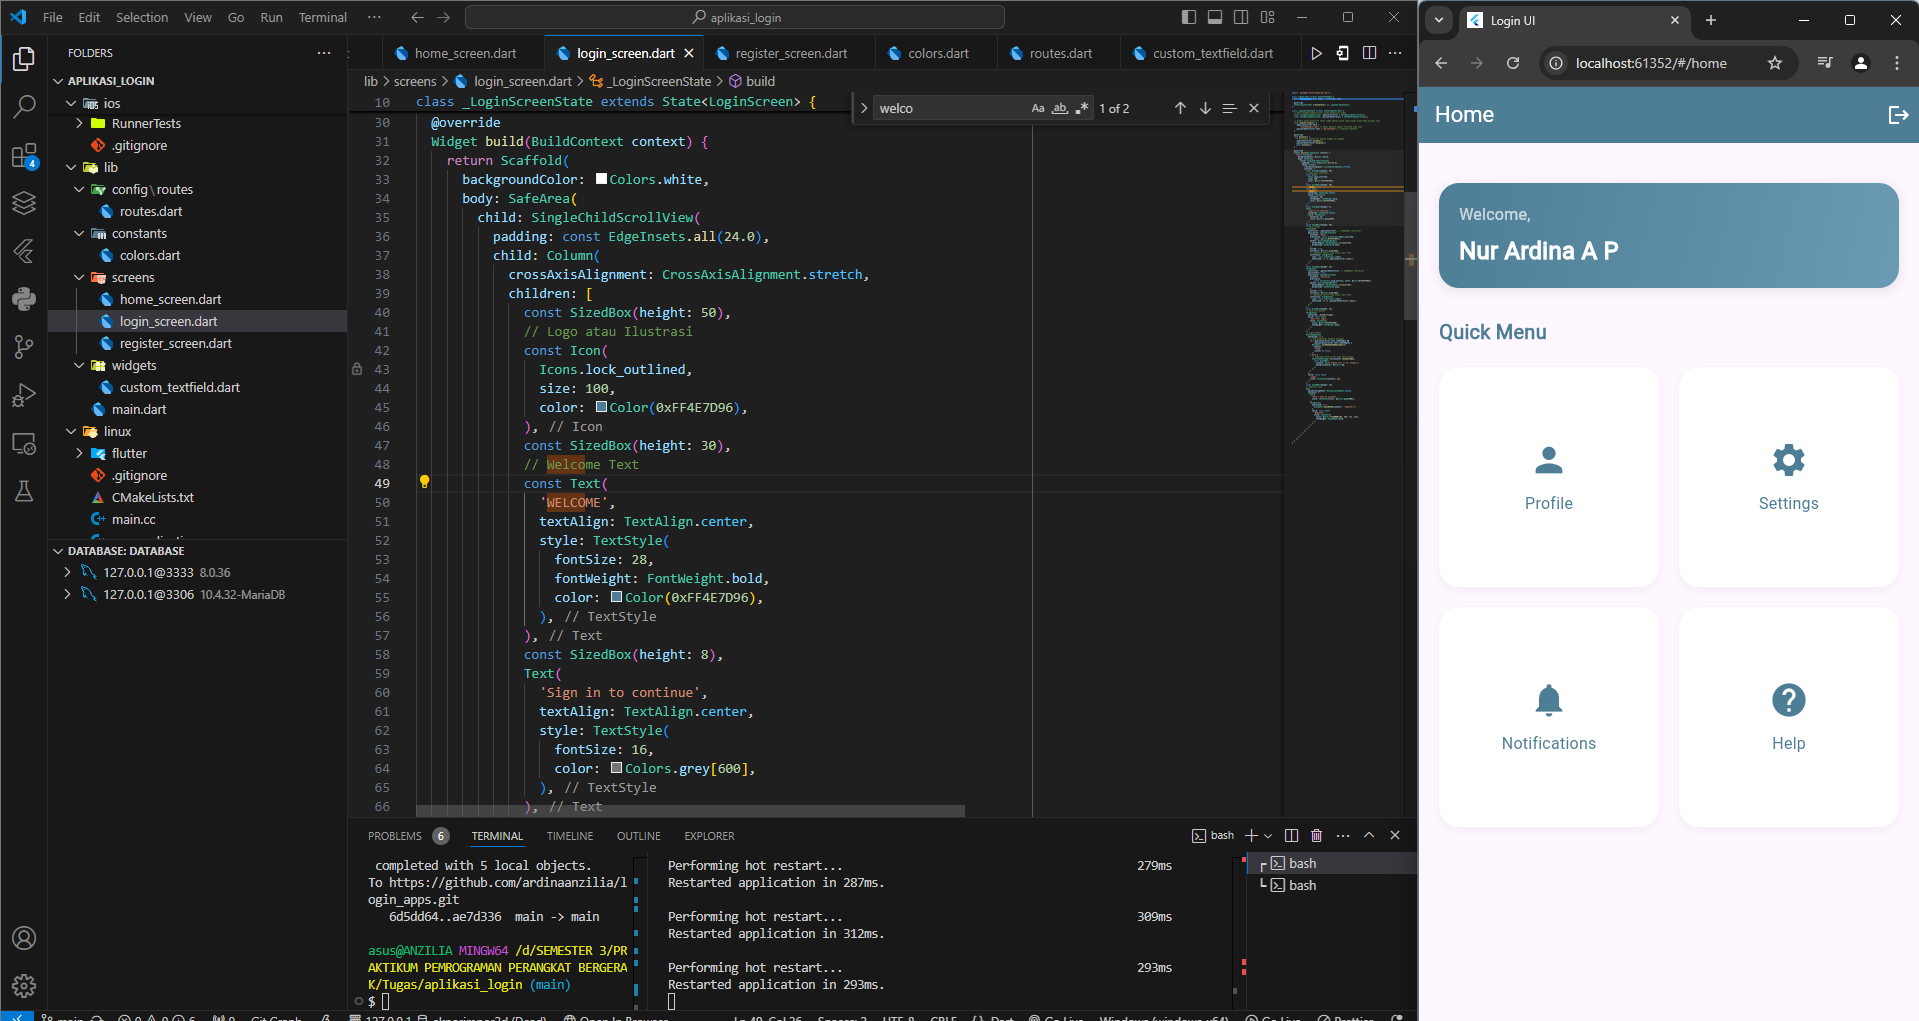 File Edit Selection View Go Run Terminal ··· aplikasi_login
FOLDERS
APLIKASI_LOGIN
ios
RunnerTests
.gitignore
lib
config\routes
routes.dart
constants
colors.dart
screens
home_screen.dart
login_screen.dart
register_screen.dart
widgets
custom_textfield.dart
main.dart
linux
flutter
.gitignore
CMakeLists.txt
main.cc
DATABASE: DATABASE
127.0.0.1@3333 8.0.36
127.0.0.1@3306 10.4.32-MariaDB
4
home_screen.dart login_screen.dart register_screen.dart colors.dart routes.dart custom_textfield.dart
lib > screens > login_screen.dart > _LoginScreenState > build
welco Aa ab 1 of 2
10 class _LoginScreenState extends State<LoginScreen> {
30 @override
31 Widget build(BuildContext context) {
32 return Scaffold(
33 backgroundColor: Colors.white,
34 body: SafeArea(
35 child: SingleChildScrollView(
36 padding: const EdgeInsets.all(24.0),
37 child: Column(
38 crossAxisAlignment: CrossAxisAlignment.stretch,
39 children: [
40 const SizedBox(height: 50),
41 // Logo atau Ilustrasi
42 const Icon(
43 Icons.lock_outlined,
44 size: 100,
45 color: Color(0xFF4E7D96),
46 ), // Icon
47 const SizedBox(height: 30),
48 // Welcome Text
49 const Text(
50 'WELCOME',
51 textAlign: TextAlign.center,
52 style: TextStyle(
53 fontSize: 28,
54 fontWeight: FontWeight.bold,
55 color: Color(0xFF4E7D96),
56 ), // TextStyle
57 ), // Text
58 const SizedBox(height: 8),
59 Text(
60 'Sign in to continue',
61 textAlign: TextAlign.center,
62 style: TextStyle(
63 fontSize: 16,
64 color: Colors.grey[600],
65 ), // TextStyle
66 ), // Text
PROBLEMS 6 TERMINAL TIMELINE OUTLINE EXPLORER bash
completed with 5 local objects.
To https://github.com/ardinaanzilia/l
ogin_apps.git
6d5dd64..ae7d336 main -> main
asus@ANZILIA MINGW64 /d/SEMESTER 3/PR
AKTIKUM PEMROGRAMAN PERANGKAT BERGERA
K/Tugas/aplikasi_login (main)
$
Performing hot restart... 279ms
Restarted application in 287ms.
Performing hot restart... 309ms
Restarted application in 312ms.
Performing hot restart... 293ms
Restarted application in 293ms.
bash
bash
Login UI
localhost:61352/#/home
Home
Welcome,
Nur Ardina A P
Quick Menu
Profile
Settings
Notifications
Help